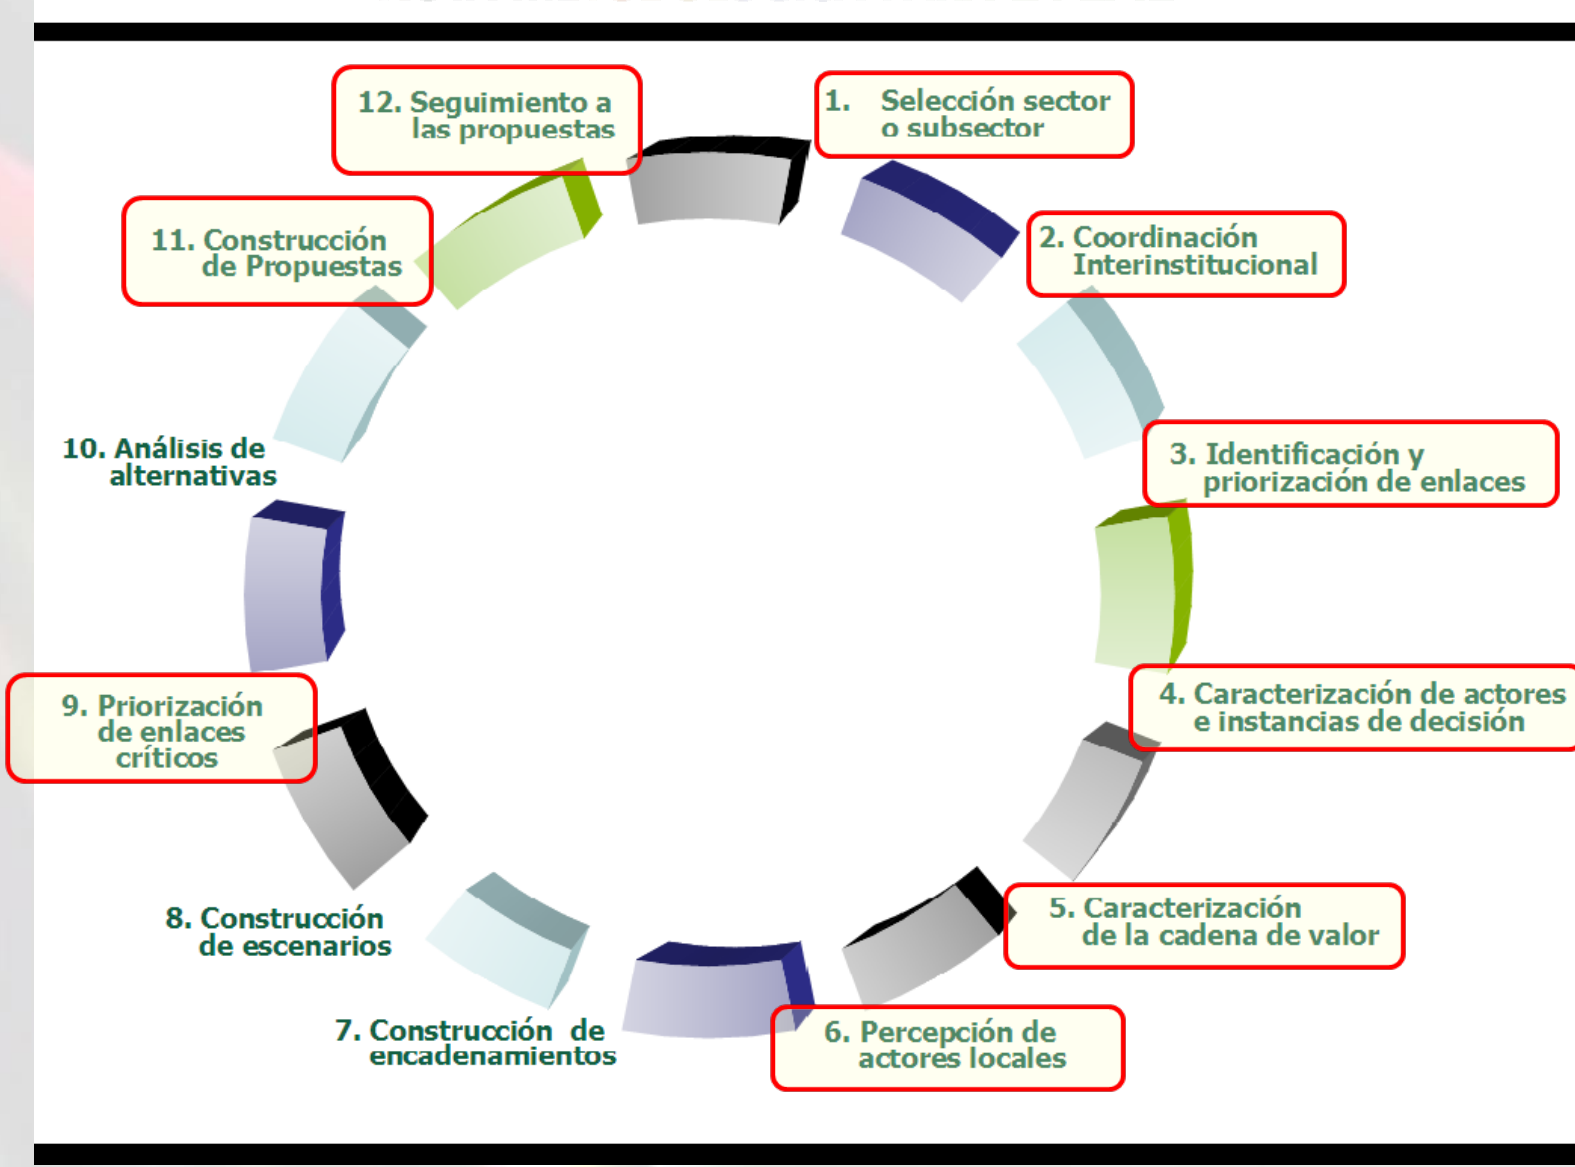 1. Selección sector
o subsector
2. Coordinación
Interinstitucional
3. Identificación y
priorización de enlaces
4. Caracterización de actores
e instancias de decisión
5. Caracterización
de la cadena de valor
6. Percepción de
actores locales
7. Construcción de
encadenamientos
8. Construcción
de escenarios
9. Priorización
de enlaces
críticos
10. Análisis de
alternativas
11. Construcción
de Propuestas
12. Seguimiento a
las propuestas